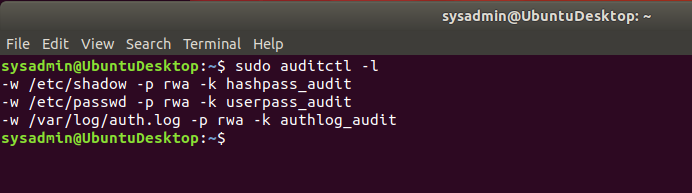 sysadmin@UbuntuDesktop: ~
File Edit View Search Terminal Help
sysadmin@UbuntuDesktop:~$ sudo auditctl -l
-w /etc/shadow -p rwa -k hashpass_audit
-w /etc/passwd -p rwa -k userpass_audit
-w /var/log/auth.log -p rwa -k authlog_audit
sysadmin@UbuntuDesktop:~$